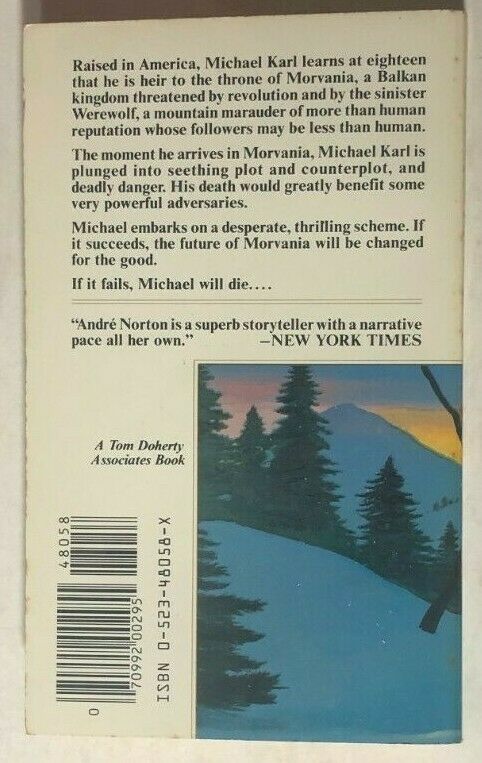 Raised in America, Michael Karl learns at eighteen
that he is heir to the throne of Morvania, a Balkan
kingdom threatened by revolution and by the sinister
Werewolf, a mountain marauder of more than human
reputation whose followers may be less than human.
The moment he arrives in Morvania, Michael Karl is
plunged into seething plot and counterplot, and
deadly danger. His death would greatly benefit some
very powerful adversaries.
Michael embarks on a desperate, thrilling scheme. If
it succeeds, the future of Morvania will be changed
for the good.
If it fails, Michael will die....
“André Norton is a superb storyteller with a narrative
pace all her own.” —NEW YORK TIMES
A Tom Doherty
Associates Book
48058
0 70992 00295
ISBN 0-523-48058-X